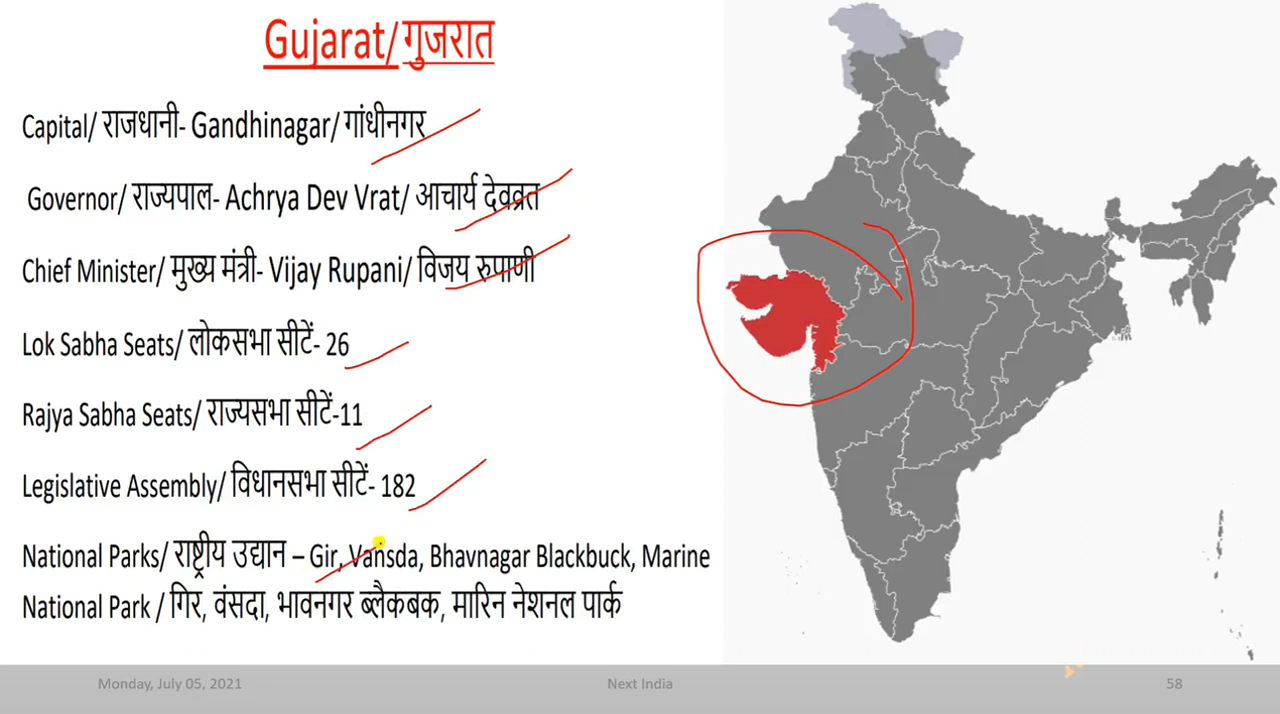 Gujarat/गुजरात
Capital/ राजधानी- Gandhinagar/ गांधीनगर
Governor/ राज्यपाल- Achrya Dev Vrat/ आचार्य देवव्रत
Chief Minister/ मुख्य मंत्री- Vijay Rupani/ विजय रुपाणी
Lok Sabha Seats/ लोकसभा सीटें- 26
Rajya Sabha Seats/ राज्यसभा सीटें-11
Legislative Assembly/ विधानसभा सीटें- 182
National Parks/ राष्ट्रीय उद्यान – Gir, Vansda, Bhavnagar Blackbuck, Marine
National Park / गिर, वंसदा, भावनगर ब्लैकबक, मारिन नेशनल पार्क
Monday, July 05, 2021
Next India
58